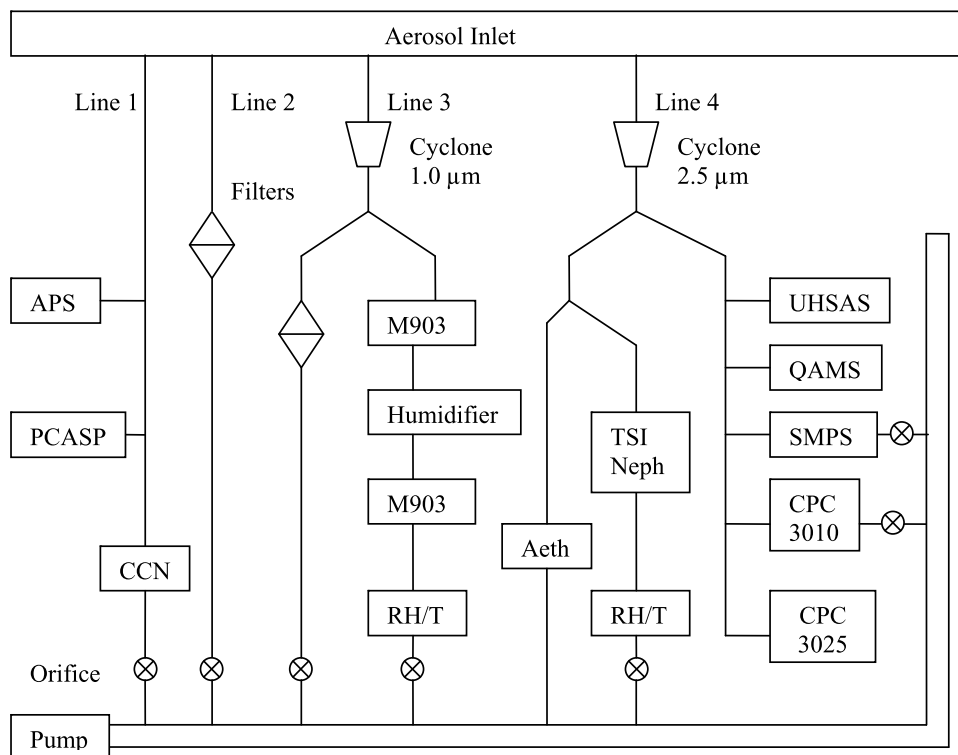 Aerosol Inlet
Line 1
Line 2
Line 3
Line 4
Cyclone
1.0 µm
Cyclone
2.5 µm
Filters
APS
M903
UHSAS
QAMS
PCASP
Humidifier
TSI
Neph
SMPS
M903
CPC
3010
Aeth
CCN
RH/T
RH/T
CPC
3025
Orifice
Pump